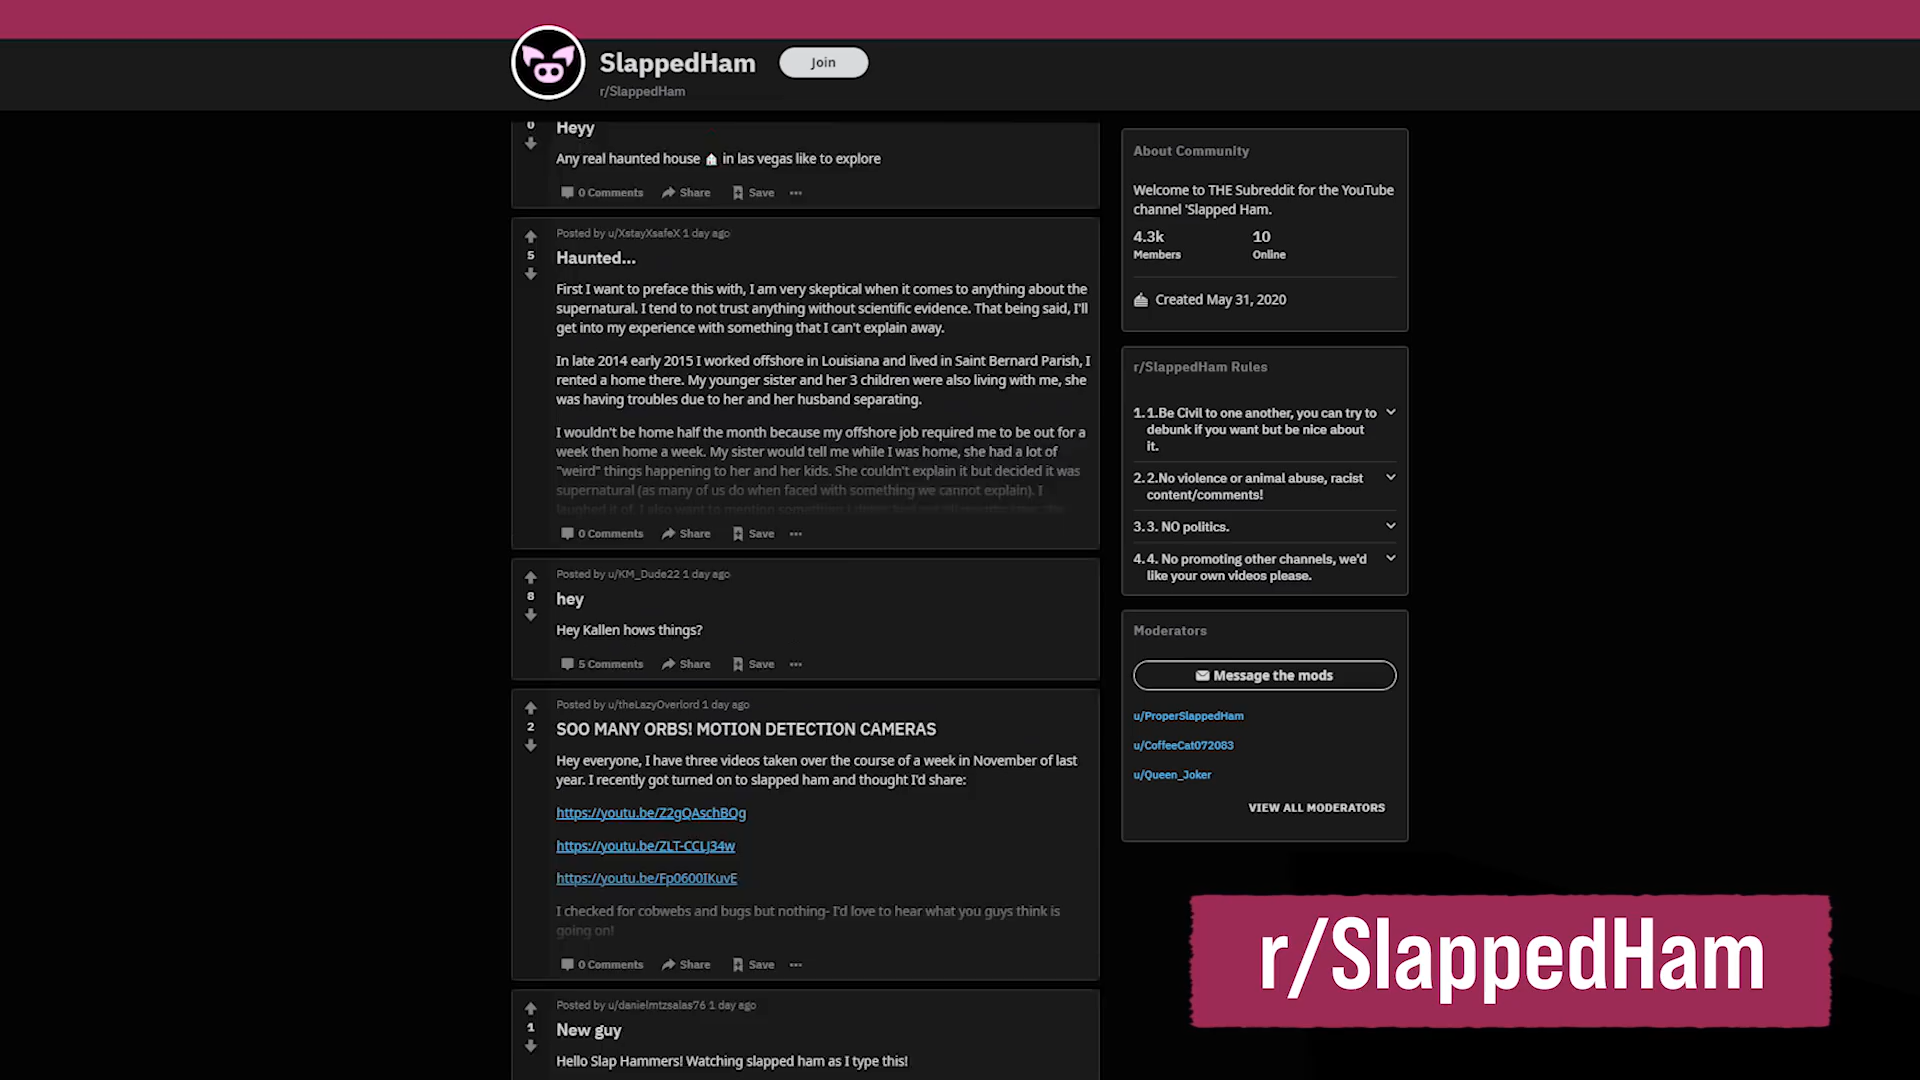 SlappedHam
Join
r/SlappedHam
0
Heyy
Any real haunted house 🏠 in las vegas like to explore
0 Comments Share Save ...
Posted by u/XstayXsafeX 1 day ago
5
Haunted...
First I want to preface this with, I am very skeptical when it comes to anything about the
supernatural. I tend to not trust anything without scientific evidence. That being said, I'll
get into my experience with something that I can't explain away.
In late 2014 early 2015 I worked offshore in Louisiana and lived in Saint Bernard Parish, I
rented a home there. My younger sister and her 3 children were also living with me, she
was having troubles due to her and her husband separating.
I wouldn't be home half the month because my offshore job required me to be out for a
week then home a week. My sister would tell me while I was home, she had a lot of
"weird" things happening to her and her kids. She couldn't explain it but decided it was
supernatural (as many of us do when faced with something we cannot explain). I
laughed it of. I also want to mention something I
0 Comments Share Save ...
Posted by u/KM_Dude22 1 day ago
8
hey
Hey Kallen hows things?
5 Comments Share Save ...
Posted by u/theLazyOverlord 1 day ago
2
SOO MANY ORBS! MOTION DETECTION CAMERAS
Hey everyone, I have three videos taken over the course of a week in November of last
year. I recently got turned on to slapped ham and thought I'd share:
https://youtu.be/Z2gQAschBQg
https://youtu.be/ZLT-CCLJ34w
https://youtu.be/Fp0600IKuvE
I checked for cobwebs and bugs but nothing- I'd love to hear what you guys think is
going on!
0 Comments Share Save ...
Posted by u/danielmtzsalas76 1 day ago
1
New guy
Hello Slap Hammers! Watching slapped ham as I type this!
About Community
Welcome to THE Subreddit for the YouTube
channel 'Slapped Ham.
4.3k 10
Members Online
Created May 31, 2020
r/SlappedHam Rules
1. 1.Be Civil to one another, you can try to
debunk if you want but be nice about
it.
2. 2.No violence or animal abuse, racist
content/comments!
3. 3. NO politics.
4. 4. No promoting other channels, we'd
like your own videos please.
Moderators
Message the mods
u/ProperSlappedHam
u/CoffeeCat072083
u/Queen_Joker
VIEW ALL MODERATORS
r/SlappedHam